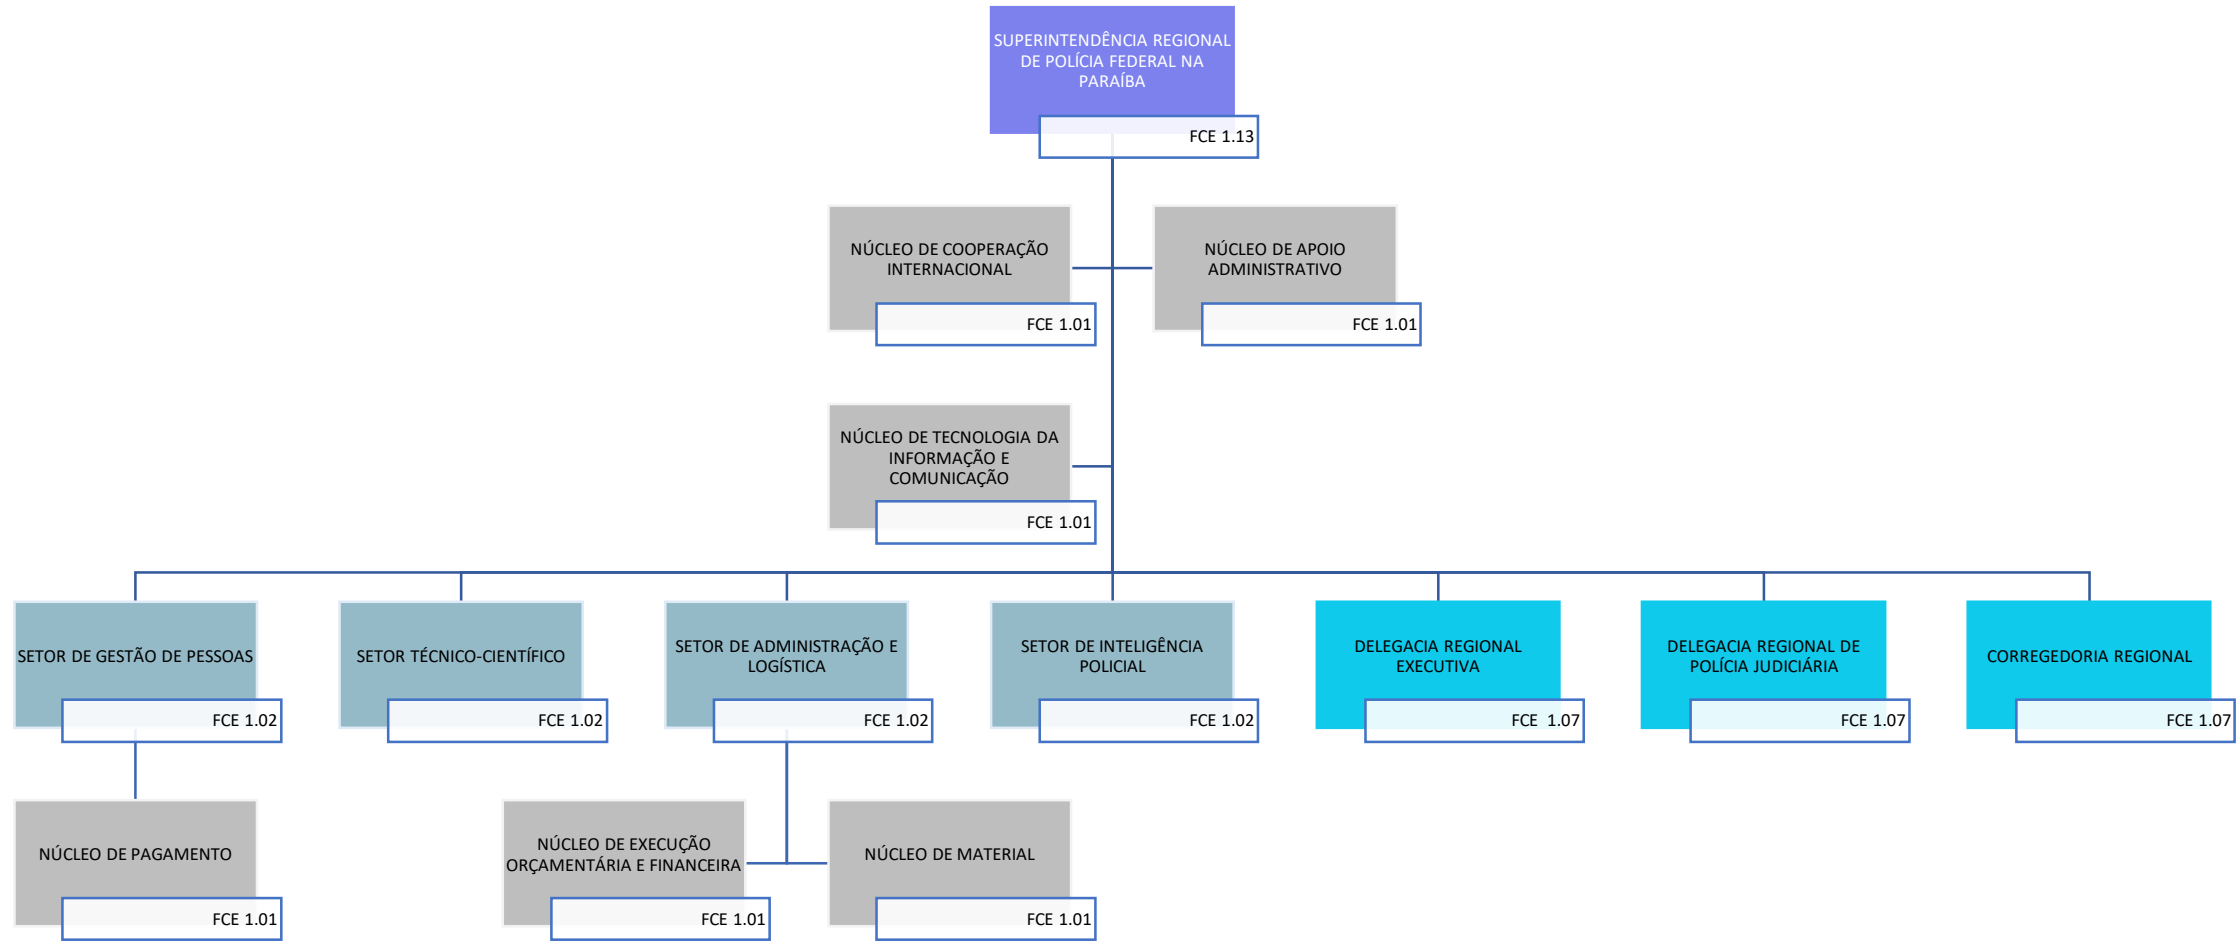 SUPERINTENDÊNCIA REGIONAL
DE POLÍCIA FEDERAL NA
PARAÍBA
FCE 1.13
NÚCLEO DE COOPERAÇÃO
INTERNACIONAL
FCE 1.01
NÚCLEO DE APOIO
ADMINISTRATIVO
FCE 1.01
NÚCLEO DE TECNOLOGIA DA
INFORMAÇÃO E
COMUNICAÇÃO
FCE 1.01
SETOR DE GESTÃO DE PESSOAS
FCE 1.02
SETOR TÉCNICO-CIENTÍFICO
FCE 1.02
SETOR DE ADMINISTRAÇÃO E
LOGÍSTICA
FCE 1.02
SETOR DE INTELIGÊNCIA
POLICIAL
FCE 1.02
DELEGACIA REGIONAL
EXECUTIVA
FCE  1.07
DELEGACIA REGIONAL DE
POLÍCIA JUDICIÁRIA
FCE 1.07
CORREGEDORIA REGIONAL
FCE 1.07
NÚCLEO DE PAGAMENTO
FCE 1.01
NÚCLEO DE EXECUÇÃO
ORÇAMENTÁRIA E FINANCEIRA
FCE 1.01
NÚCLEO DE MATERIAL
FCE 1.01